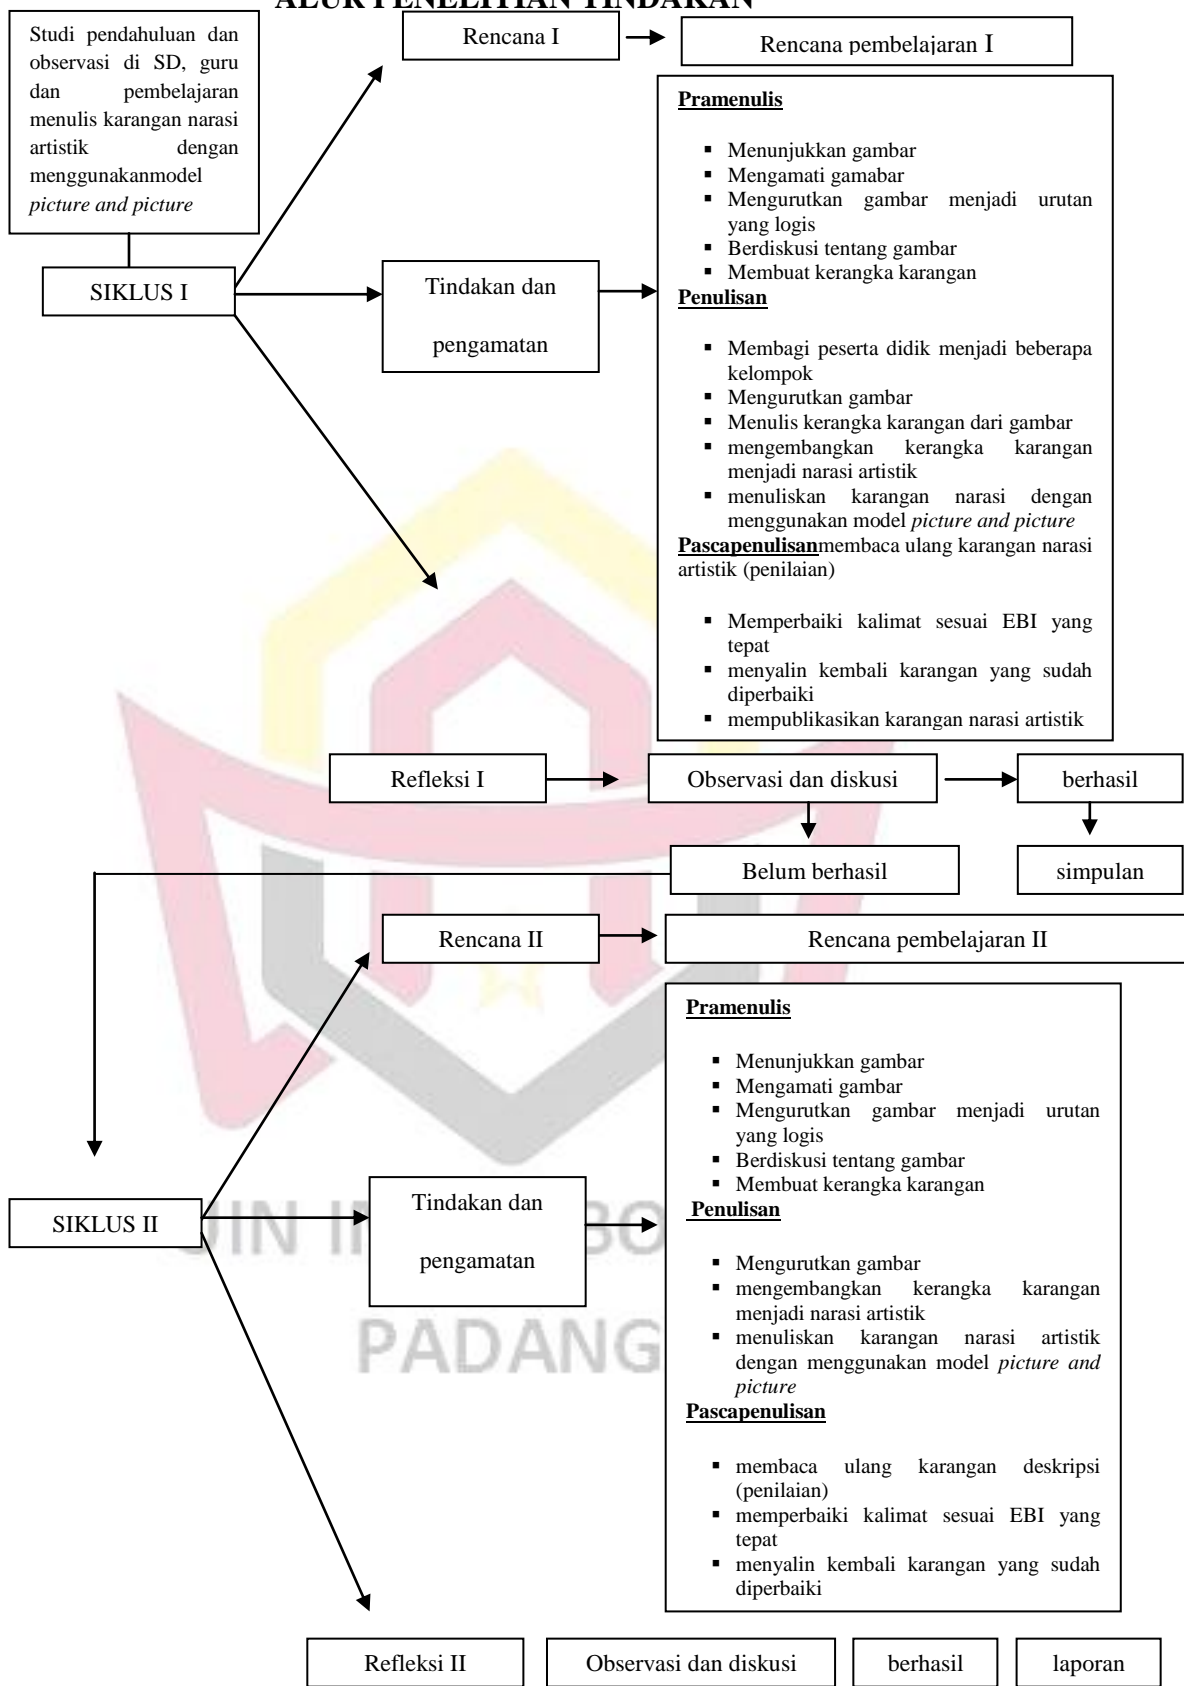 ALUR PENELITIAN TINDAKAN
Studi pendahuluan dan
observasi di SD, guru
dan pembelajaran
menulis karangan narasi
artistik dengan
menggunakanmodel
picture and picture
Rencana I
Rencana pembelajaran I
SIKLUS I
Tindakan dan
pengamatan
Pramenulis
▪ Menunjukkan gambar
▪ Mengamati gamabar
▪ Mengurutkan gambar menjadi urutan
yang logis
▪ Berdiskusi tentang gambar
▪ Membuat kerangka karangan
Penulisan
▪ Membagi peserta didik menjadi beberapa
kelompok
▪ Mengurutkan gambar
▪ Menulis kerangka karangan dari gambar
▪ mengembangkan kerangka karangan
menjadi narasi artistik
▪ menuliskan karangan narasi dengan
menggunakan model picture and picture
Pascapenulisanmembaca ulang karangan narasi
artistik (penilaian)
▪ Memperbaiki kalimat sesuai EBI yang
tepat
▪ menyalin kembali karangan yang sudah
diperbaiki
▪ mempublikasikan karangan narasi artistik
Refleksi I
Observasi dan diskusi
berhasil
Belum berhasil
simpulan
Rencana II
Rencana pembelajaran II
SIKLUS II
Tindakan dan
pengamatan
Pramenulis
▪ Menunjukkan gambar
▪ Mengamati gambar
▪ Mengurutkan gambar menjadi urutan
yang logis
▪ Berdiskusi tentang gambar
▪ Membuat kerangka karangan
Penulisan
▪ Mengurutkan gambar
▪ mengembangkan kerangka karangan
menjadi narasi artistik
▪ menuliskan karangan narasi artistik
dengan menggunakan model picture and
picture
Pascapenulisan
▪ membaca ulang karangan deskripsi
(penilaian)
▪ memperbaiki kalimat sesuai EBI yang
tepat
▪ menyalin kembali karangan yang sudah
diperbaiki
Refleksi II
Observasi dan diskusi
berhasil
laporan
PADANG